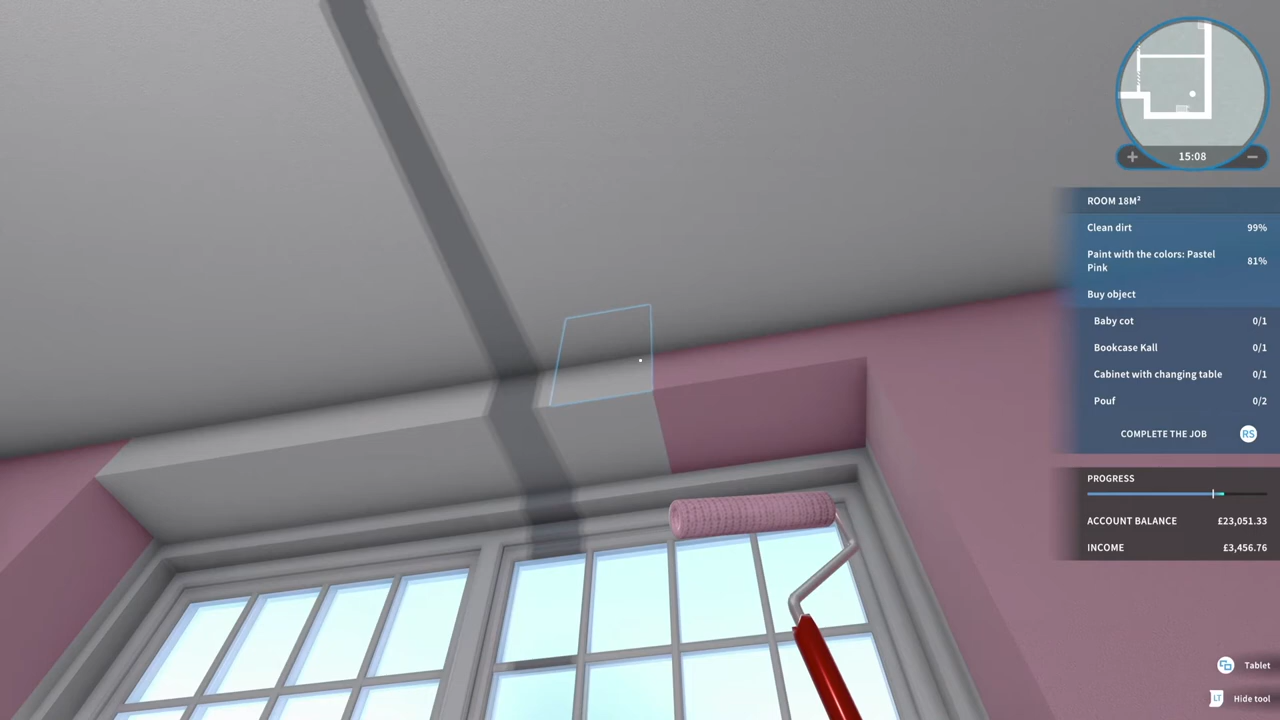 15:08
ROOM 18M²
Clean dirt 99%
Paint with the colors: Pastel
Pink 81%
Buy object
Baby cot 0/1
Bookcase Kall 0/1
Cabinet with changing table 0/1
Pouf 0/2
COMPLETE THE JOB RS
PROGRESS
ACCOUNT BALANCE £23,051.33
INCOME £3,456.76
Tablet
LT Hide tool